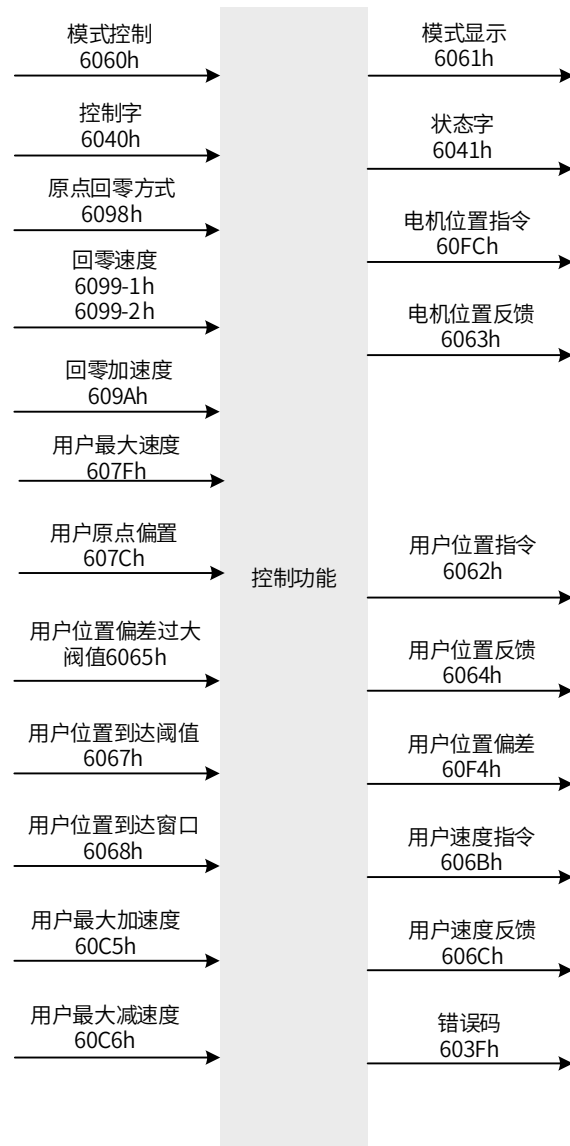 模式控制
6060h
控制字
6040h
原点回零方式
6098h
回零速度
6099-1h
6099-2h
回零加速度
609Ah
用户最大速度
607Fh
用户原点偏置
607Ch
用户位置偏差过大
阀值6065h
用户位置到达阈值
6067h
用户位置到达窗口
6068h
用户最大加速度
60C5h
用户最大减速度
60C6h
控制功能
模式显示
6061h
状态字
6041h
电机位置指令
60FCh
电机位置反馈
6063h
用户位置指令
6062h
用户位置反馈
6064h
用户位置偏差
60F4h
用户速度指令
606Bh
用户速度反馈
606Ch
错误码
603Fh